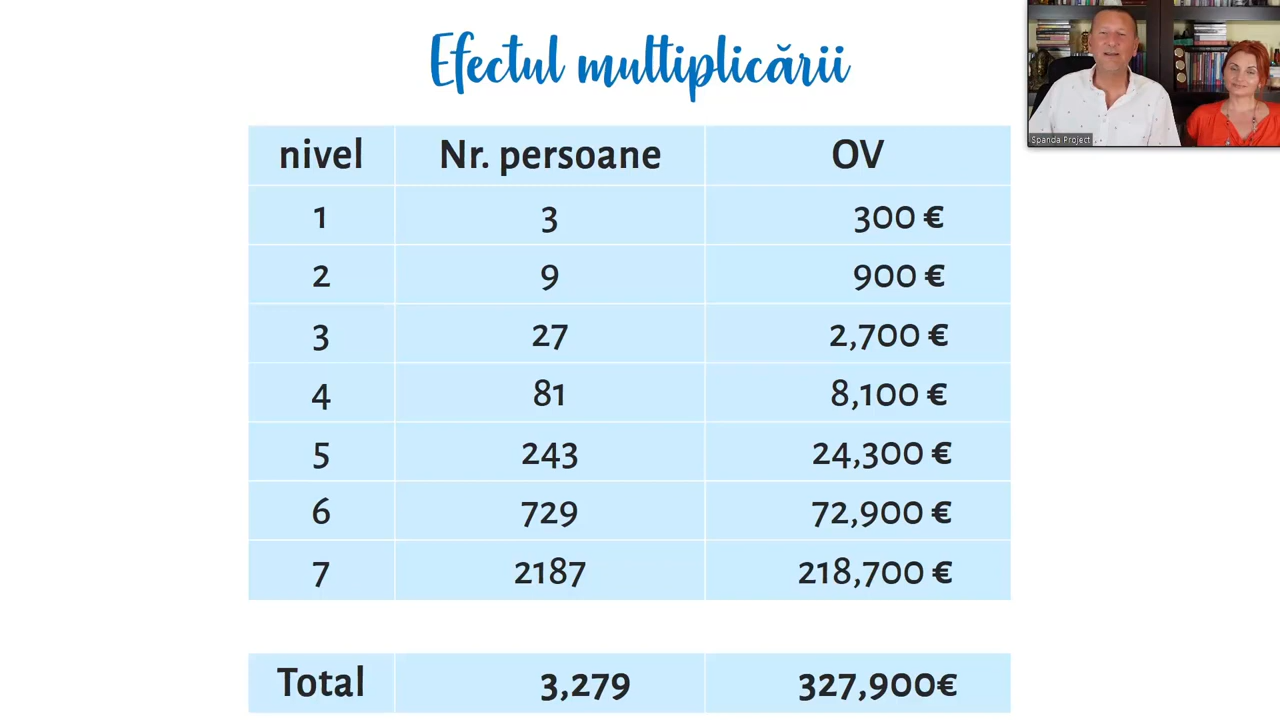 Efectul multiplicării
Spanda Project
nivel Nr. persoane OV
1 3 300 €
2 9 900 €
3 27 2,700 €
4 81 8,100 €
5 243 24,300 €
6 729 72,900 €
7 2187 218,700 €
Total 3,279 327,900€